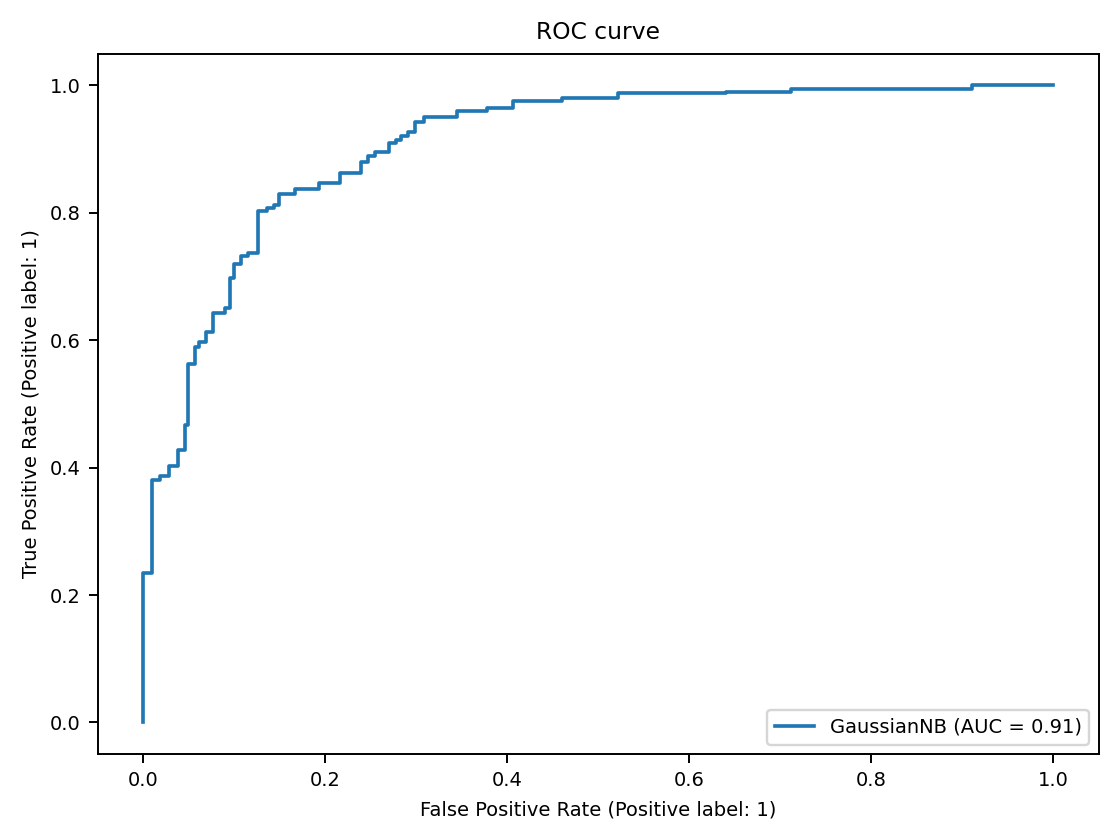 ROC curve
True Positive Rate (Positive label: 1)
1.0
0.8
0.6
0.4
0.2
0.0
GaussianNB (AUC = 0.91)
0.0 0.2 0.4 0.6 0.8 1.0
False Positive Rate (Positive label: 1)